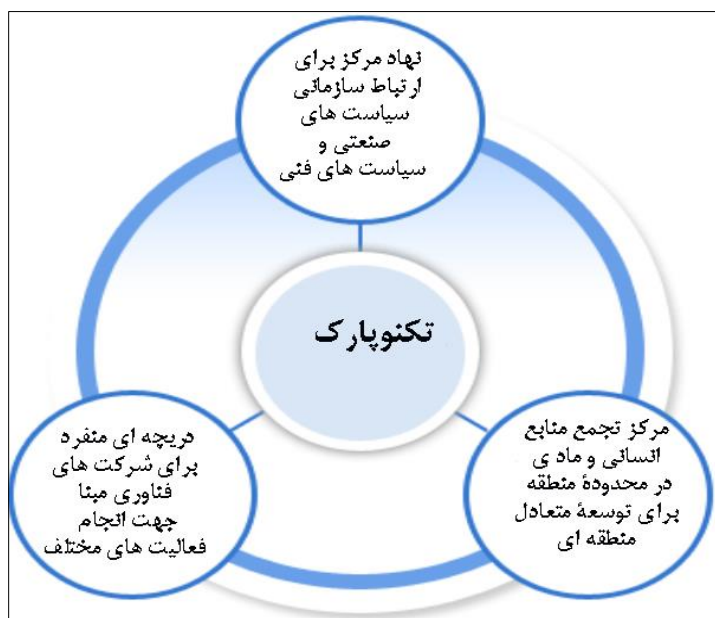 نهاد مرکز برای
ارتباط سازمانی
سیاست های
صنعتی و
سیاست های فنی
تکنوپارک
مرکز تجمع منابع
انسانی و ماد ی
در محدودهٔ منطقه
برای توسعهٔ متعادل
منطقه ای
دریچه ای منفرد
برای شرکت های
فناوری مبنا
جهت انجام
فعالیت های مختلف